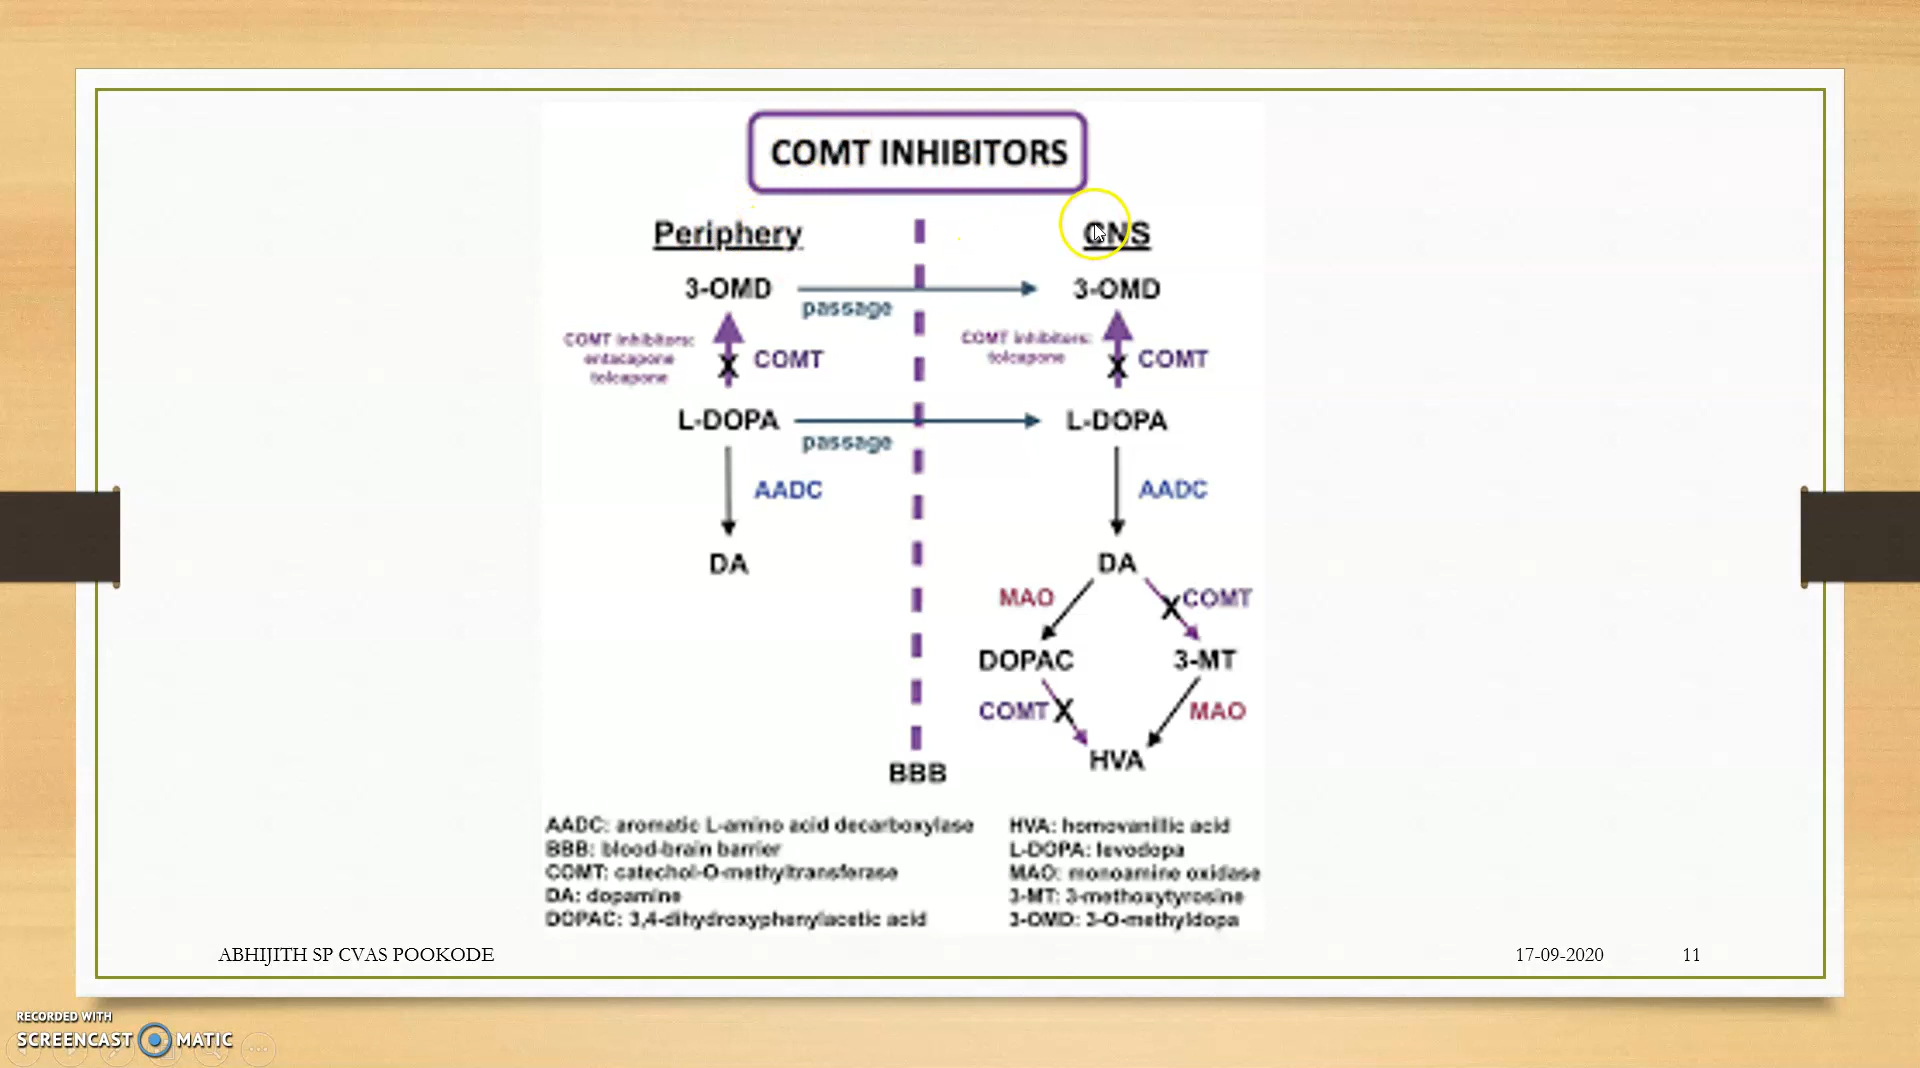 COMT INHIBITORS
Periphery
CNS
3-OMD
passage
3-OMD
COMT inhibitors:
entacapone
tolcapone
COMT
COMT inhibitors:
tolcapone
COMT
L-DOPA
passage
L-DOPA
AADC
AADC
DA
DA
MAO
COMT
DOPAC
3-MT
COMT
MAO
HVA
BBB
AADC: aromatic L-amino acid decarboxylase
BBB: blood-brain barrier
COMT: catechol-O-methyltransferase
DA: dopamine
DOPAC: 3,4-dihydroxyphenylacetic acid
HVA: homovanillic acid
L-DOPA: levodopa
MAO: monoamine oxidase
3-MT: 3-methoxytyrosine
3-OMD: 3-O-methyldopa
ABHIJITH SP CVAS POOKODE
17-09-2020
11
RECORDED WITH
SCREENCAST MATIC